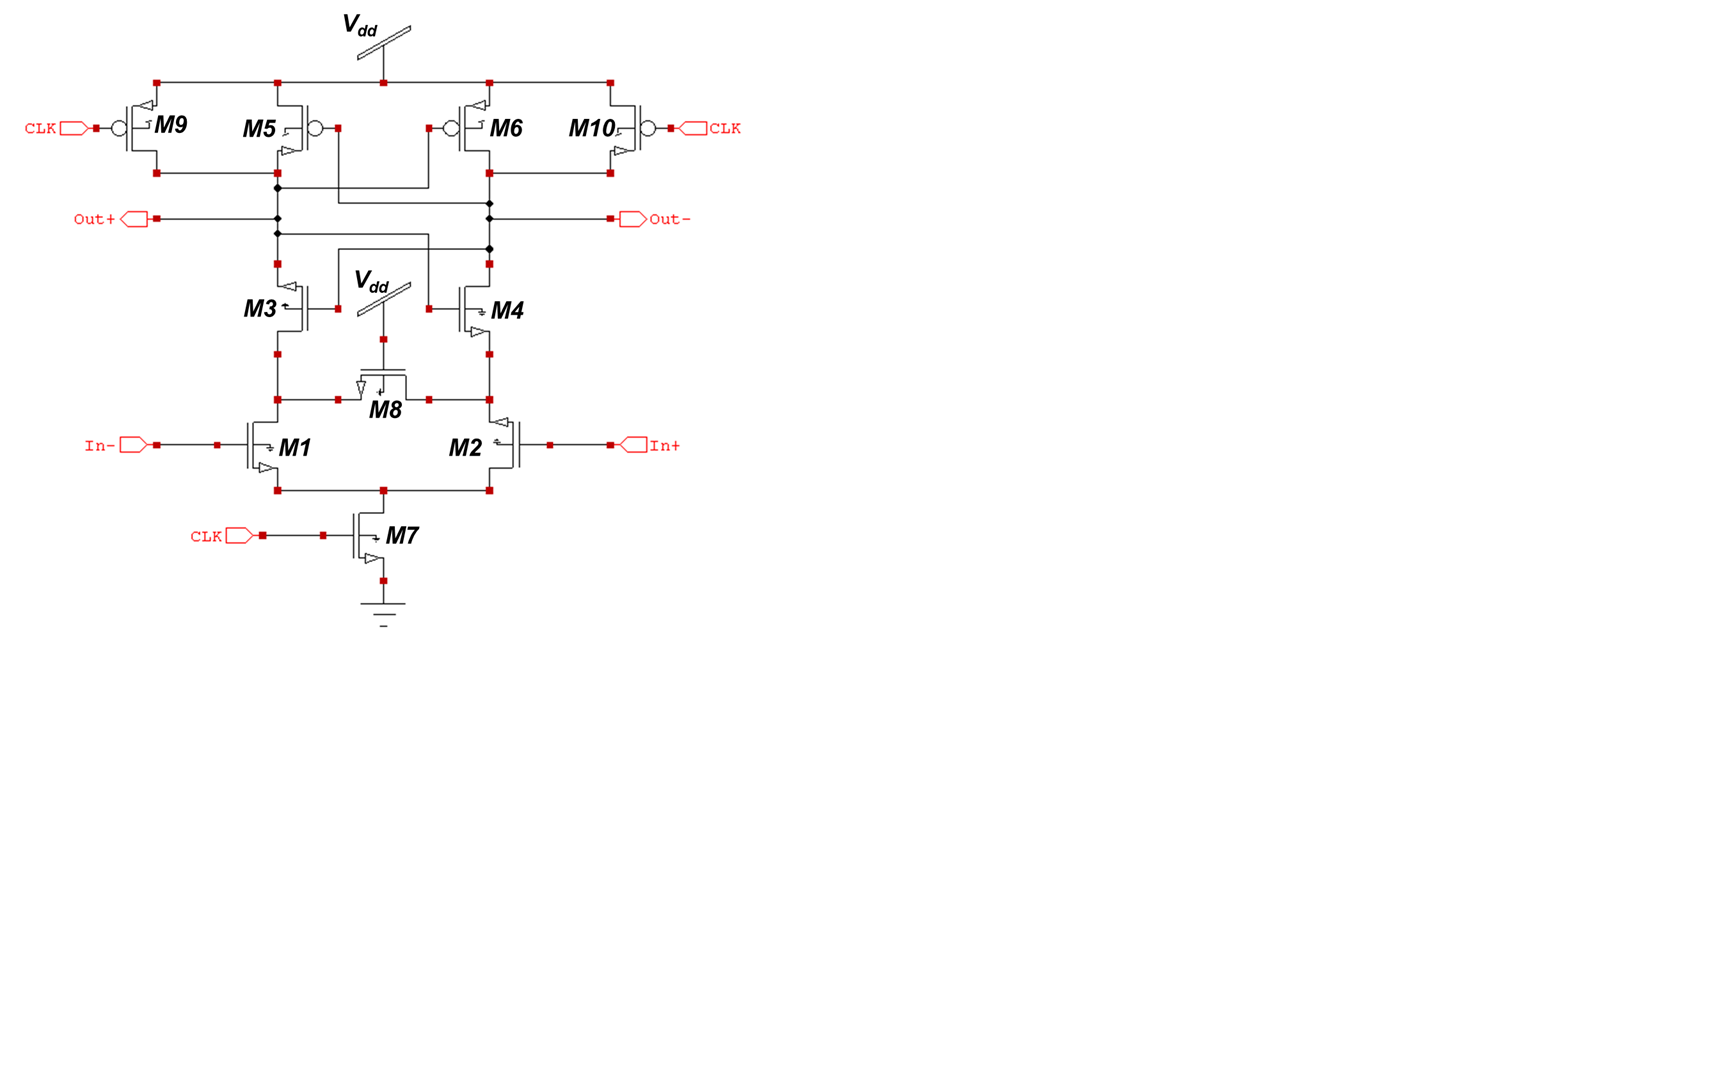 Vdd
CLK M9 M5 M6 M10 CLK
Out+ Out-
Vdd
M3 M4
M8
In- M1 M2 In+
CLK M7